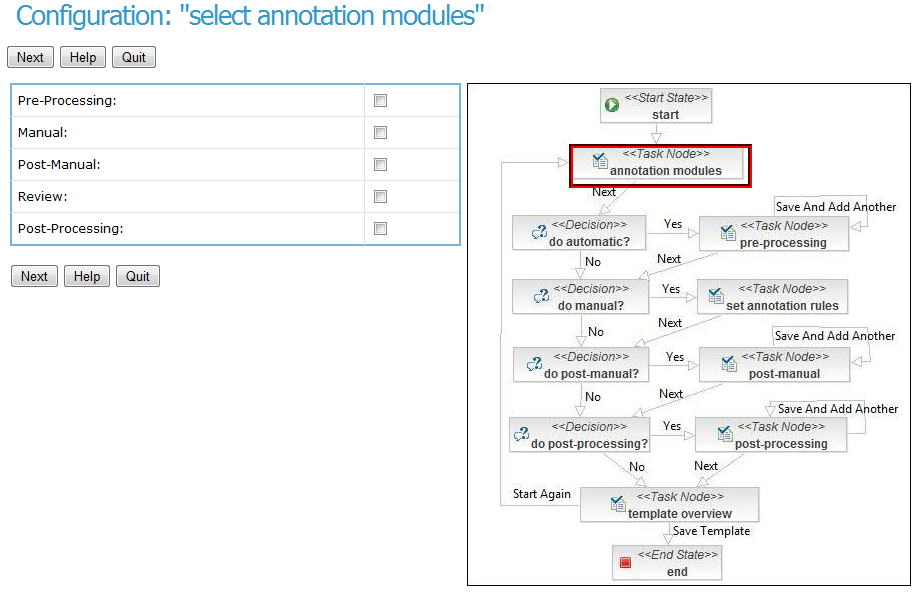 Configuration: "select annotation modules"
Next Help Quit
Pre-Processing:
Manual:
Post-Manual:
Review:
Post-Processing:
Next Help Quit
<<Start State>>
start
<<Task Node>>
annotation modules
Next
Save And Add Another
<<Decision>>
do automatic?
Yes
<<Task Node>>
pre-processing
No
Next
<<Decision>>
do manual?
Yes
<<Task Node>>
set annotation rules
No
Next
Save And Add Another
<<Decision>>
do post-manual?
Yes
<<Task Node>>
post-manual
No
Next
Save And Add Another
<<Decision>>
do post-processing?
Yes
<<Task Node>>
post-processing
No
Next
Start Again
<<Task Node>>
template overview
Save Template
<<End State>>
end